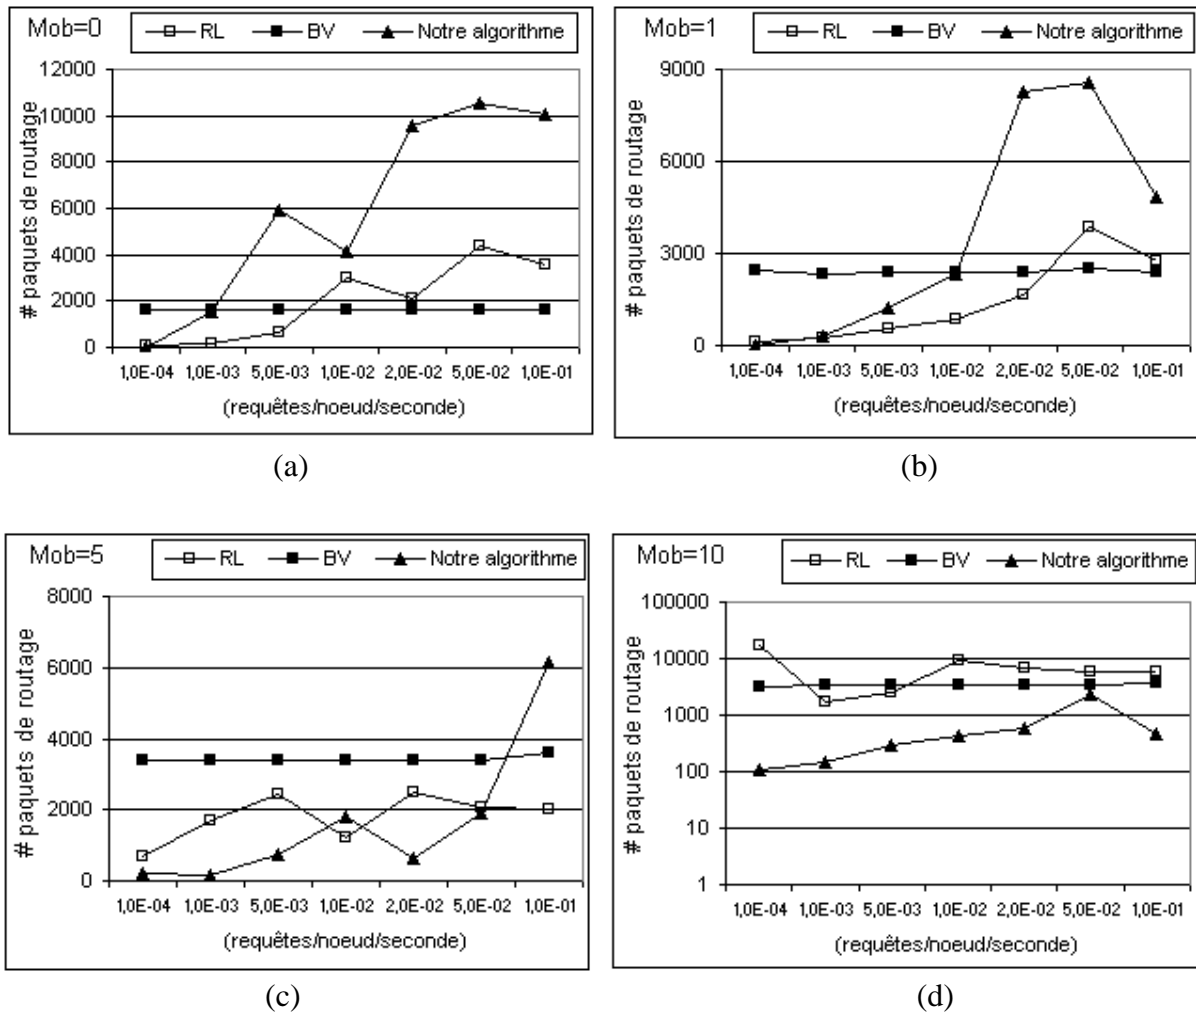 Mob=0 RL BV Notre algorithme
12000
10000
8000
6000
4000
2000
0
# paquets de routage
1,0E-04 1,0E-03 5,0E-03 1,0E-02 2,0E-02 5,0E-02 1,0E-01
(requêtes/noeud/seconde)
(a)
Mob=1 RL BV Notre algorithme
9000
6000
3000
0
# paquets de routage
1,0E-04 1,0E-03 5,0E-03 1,0E-02 2,0E-02 5,0E-02 1,0E-01
(requêtes/noeud/seconde)
(b)
Mob=5 RL BV Notre algorithme
8000
6000
4000
2000
0
# paquets de routage
1,0E-04 1,0E-03 5,0E-03 1,0E-02 2,0E-02 5,0E-02 1,0E-01
(requêtes/noeud/seconde)
(c)
Mob=10 RL BV Notre algorithme
100000
10000
1000
100
10
1
# paquets de routage
1,0E-04 1,0E-03 5,0E-03 1,0E-02 2,0E-02 5,0E-02 1,0E-01
(requêtes/noeud/seconde)
(d)